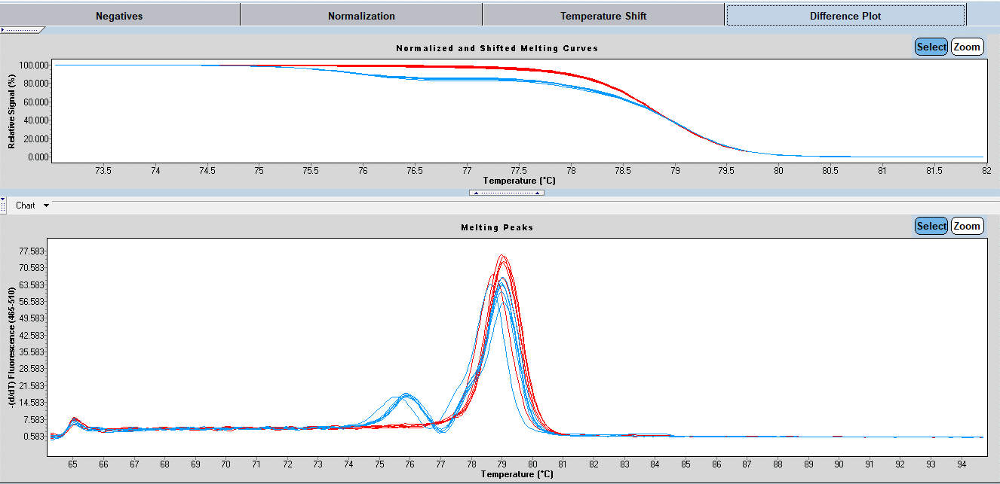 Negatives Normalization Temperature Shift Difference Plot
Normalized and Shifted Melting Curves
Select Zoom
Relative Signal (%)
100.000
80.000
60.000
40.000
20.000
0.000
73.5 74 74.5 75 75.5 76 76.5 77 77.5 78 78.5 79 79.5 80 80.5 81 81.5 82
Temperature (°C)
Chart
Melting Peaks
Select Zoom
-(d/dT) Fluorescence (465-510)
77.583
70.583
63.583
56.583
49.583
42.583
35.583
28.583
21.583
14.583
7.583
0.583
65 66 67 68 69 70 71 72 73 74 75 76 77 78 79 80 81 82 83 84 85 86 87 88 89 90 91 92 93 94
Temperature (°C)